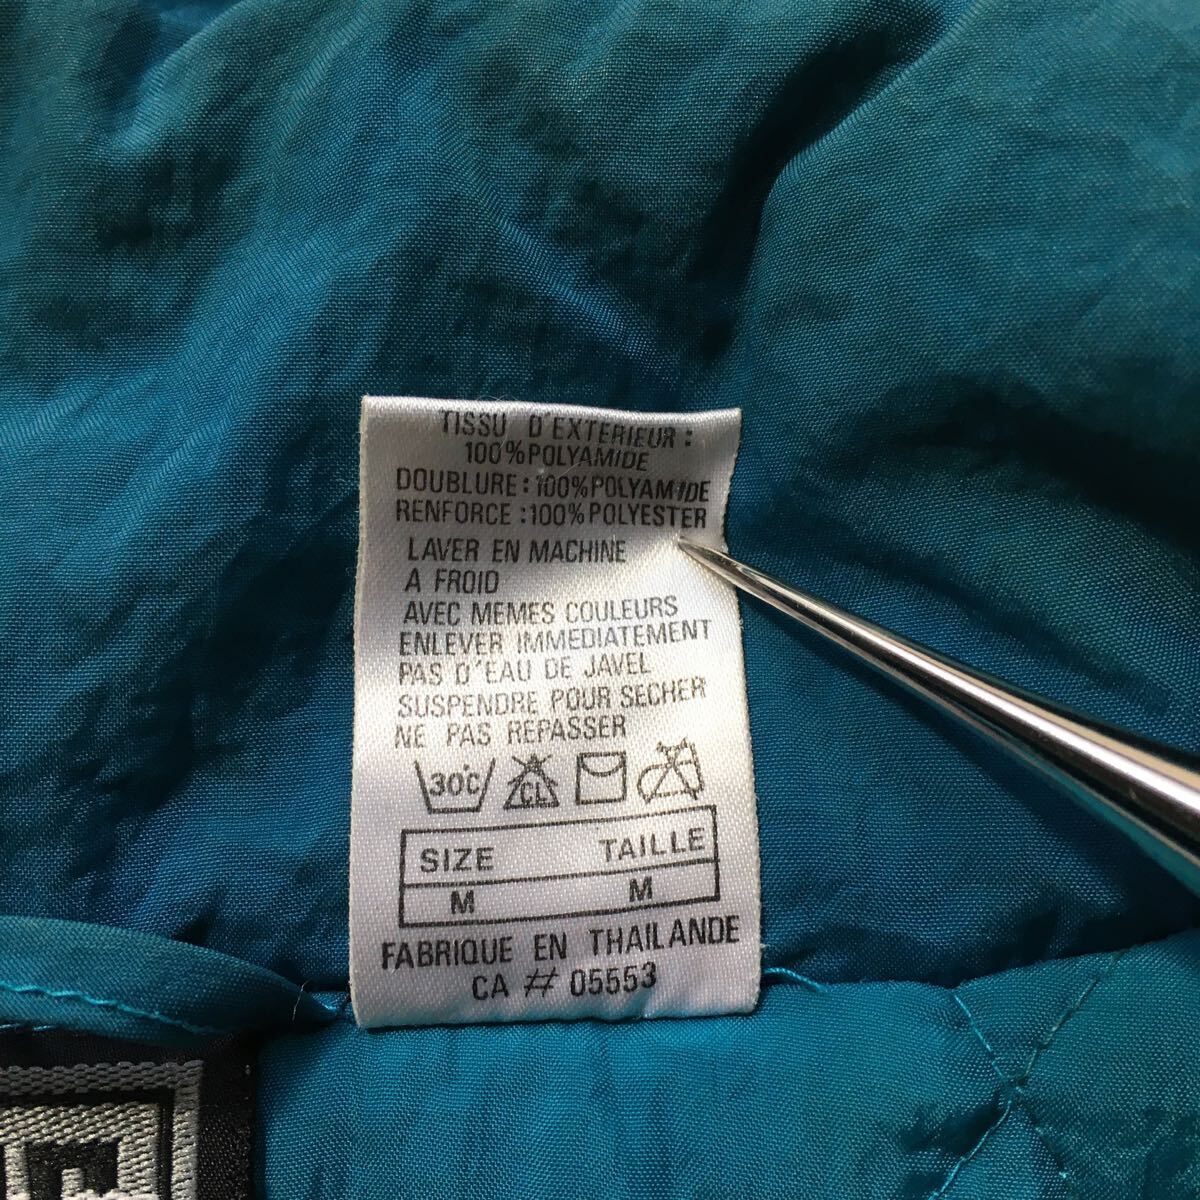 TISSU D'EXTERIEUR :
100%POLYAMIDE
DOUBLURE : 100%POLYAMIDE
RENFORCE : 100%POLYESTER
LAVER EN MACHINE
A FROID
AVEC MEMES COULEURS
ENLEVER IMMEDIATEMENT
PAS D'EAU DE JAVEL
SUSPENDRE POUR SECHER
NE PAS REPASSER
30°C CL
SIZE TAILLE
M M
FABRIQUE EN THAILANDE
CA # 05553